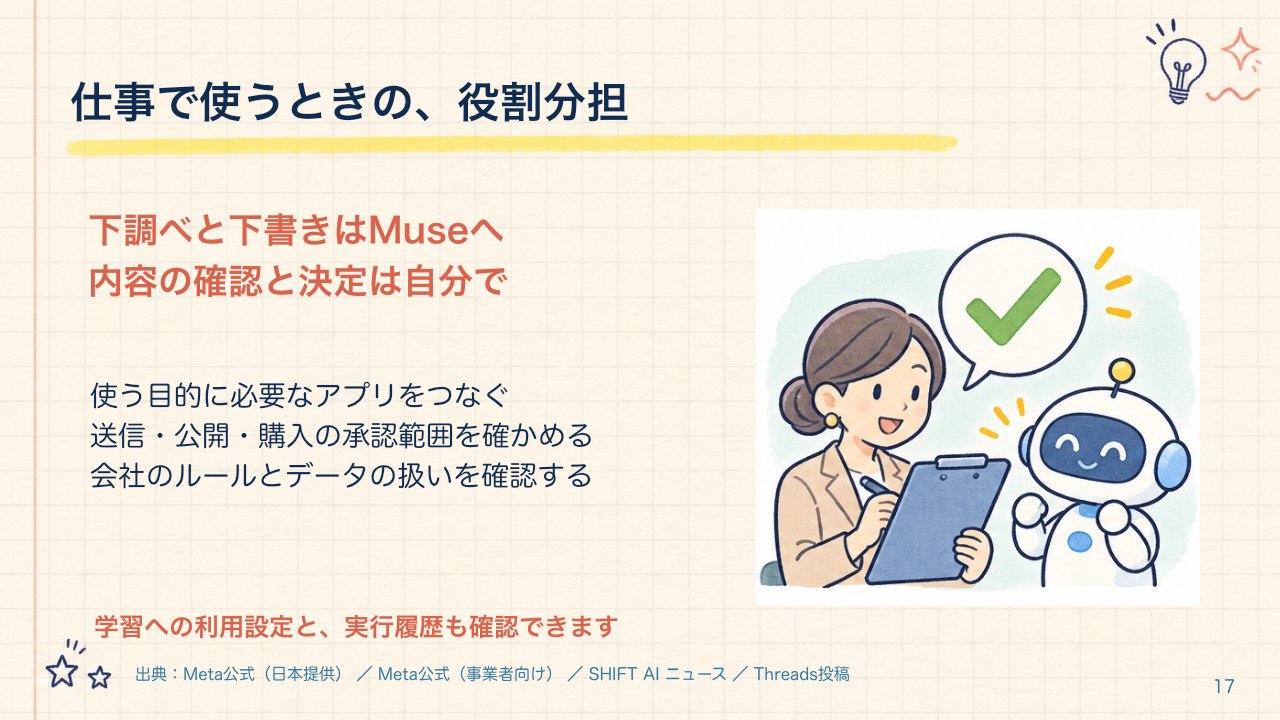 仕事で使うときの、役割分担
下調べと下書きはMuseへ
内容の確認と決定は自分で
使う目的に必要なアプリをつなぐ
送信・公開・購入の承認範囲を確かめる
会社のルールとデータの扱いを確認する
学習への利用設定と、実行履歴も確認できます
出典：Meta公式（日本提供） ／ Meta公式（事業者向け） ／ SHIFT AI ニュース ／ Threads投稿
17